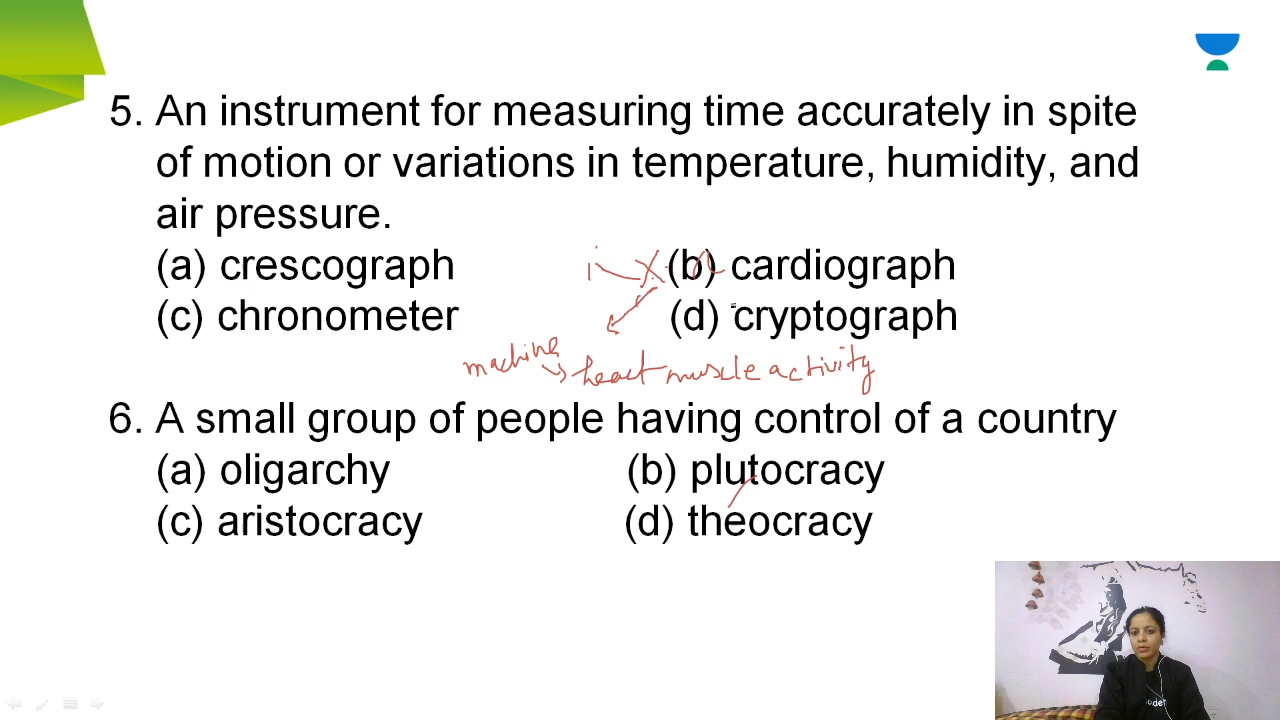 5. An instrument for measuring time accurately in spite
of motion or variations in temperature, humidity, and
air pressure.
(a) crescograph (b) cardiograph
(c) chronometer (d) cryptograph
machine → heart muscle activity
6. A small group of people having control of a country
(a) oligarchy (b) plutocracy
(c) aristocracy (d) theocracy